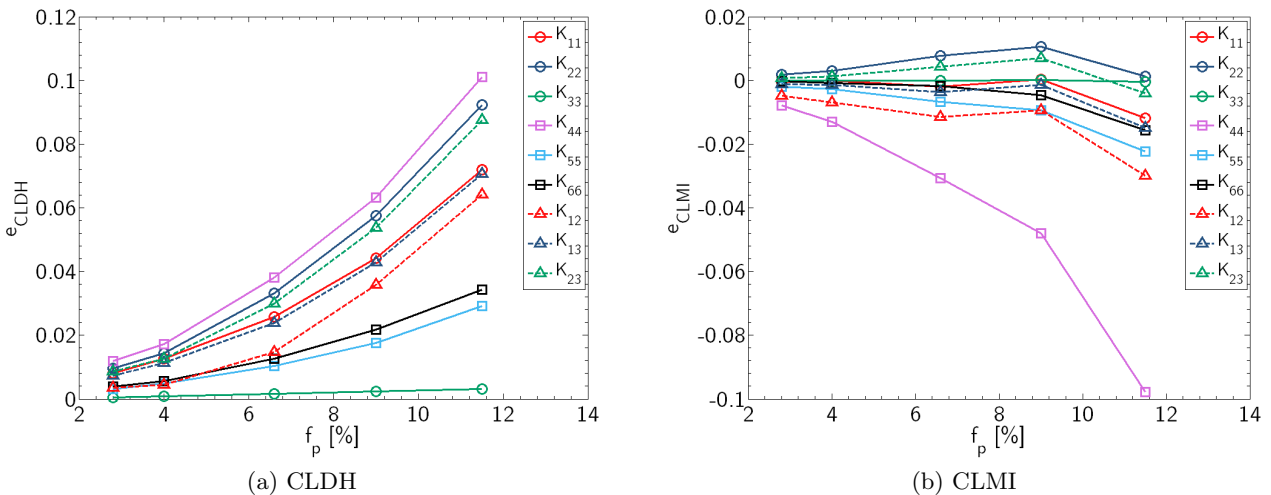 0.12
0.1
0.08
0.06
0.04
0.02
0
2 4 6 8 10 12 14
e_CLDH
f_p [%]
K_11
K_22
K_33
K_44
K_55
K_66
K_12
K_13
K_23
(a) CLDH
0.02
0
-0.02
-0.04
-0.06
-0.08
-0.1
2 4 6 8 10 12 14
e_CLMI
f_p [%]
K_11
K_22
K_33
K_44
K_55
K_66
K_12
K_13
K_23
(b) CLMI